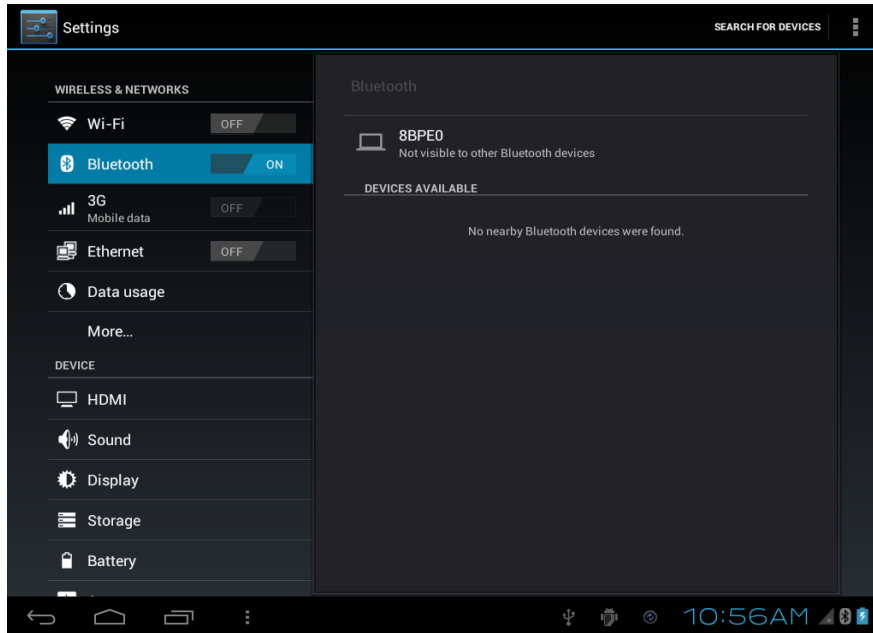 Settings
SEARCH FOR DEVICES
WIRELESS & NETWORKS
Wi-Fi OFF
Bluetooth ON
3G
Mobile data OFF
Ethernet OFF
Data usage
More...
DEVICE
HDMI
Sound
Display
Storage
Battery
Bluetooth
8BPE0
Not visible to other Bluetooth devices
DEVICES AVAILABLE
No nearby Bluetooth devices were found.
10:56AM